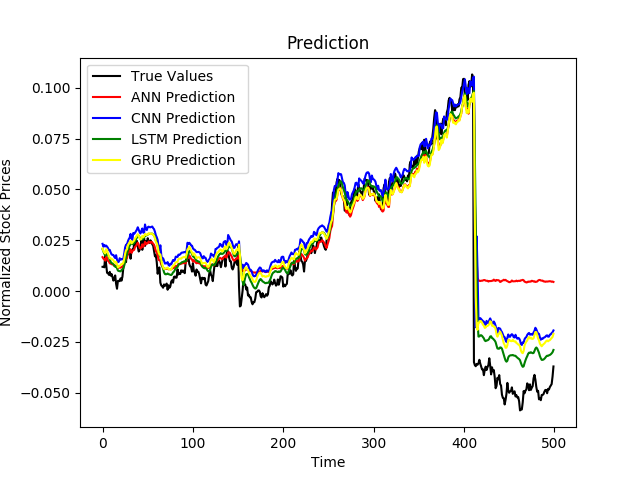 Prediction
True Values
ANN Prediction
CNN Prediction
LSTM Prediction
GRU Prediction
0.100
0.075
0.050
0.025
0.000
−0.025
−0.050
Normalized Stock Prices
0 100 200 300 400 500
Time